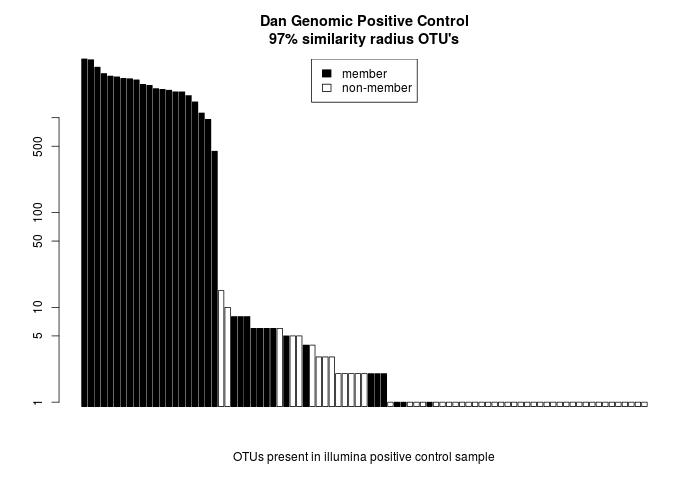 Dan Genomic Positive Control
97% similarity radius OTU's
member
non-member
500
100
50
10
5
1
OTUs present in illumina positive control sample